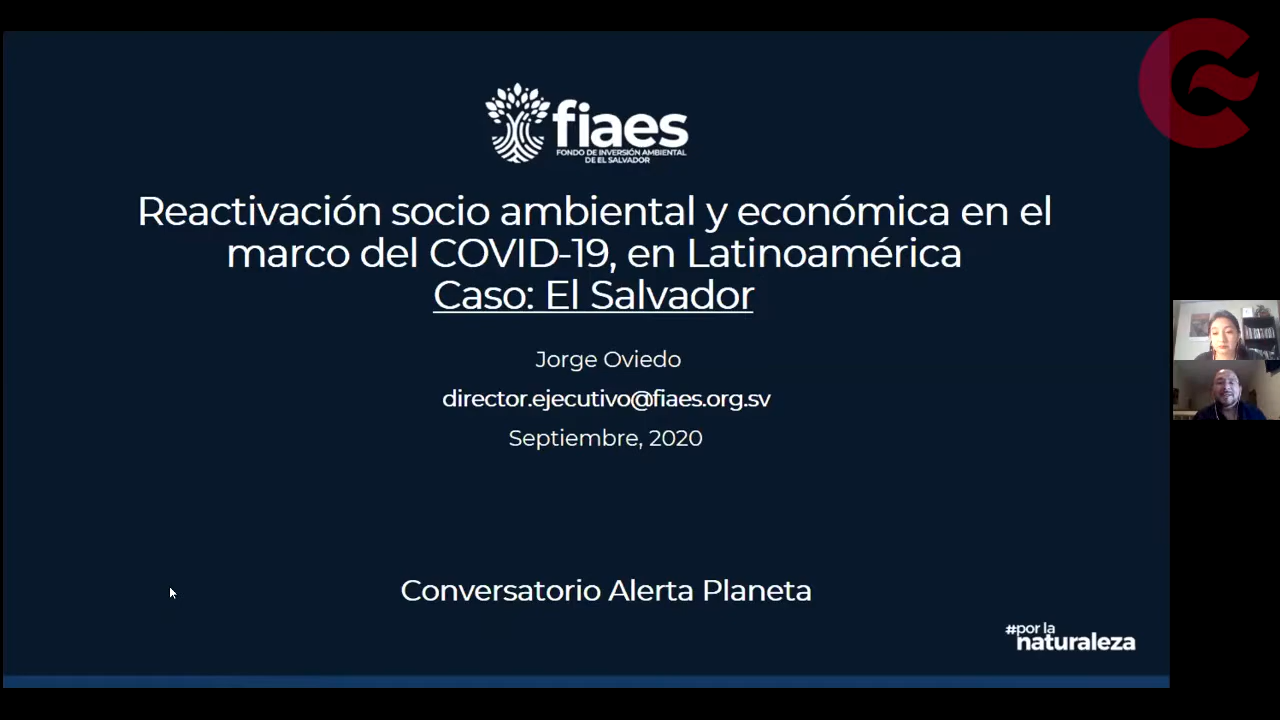 fiaes
FONDO DE INVERSIÓN AMBIENTAL
DE EL SALVADOR
Reactivación socio ambiental y económica en el
marco del COVID-19, en Latinoamérica
Caso: El Salvador
Jorge Oviedo
director.ejecutivo@fiaes.org.sv
Septiembre, 2020
Conversatorio Alerta Planeta
#por la
naturaleza